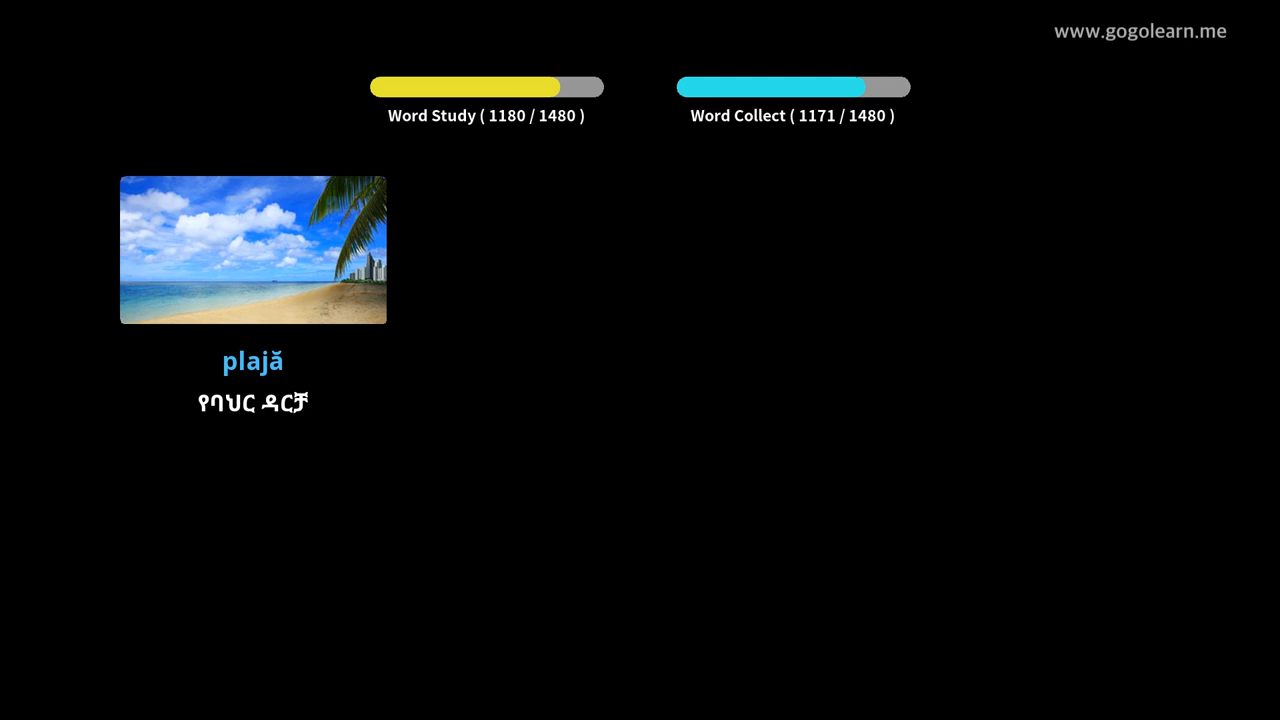 www.gogolearn.me
Word Study ( 1180 / 1480 )
Word Collect ( 1171 / 1480 )
plajă
የባህር ዳርቻ